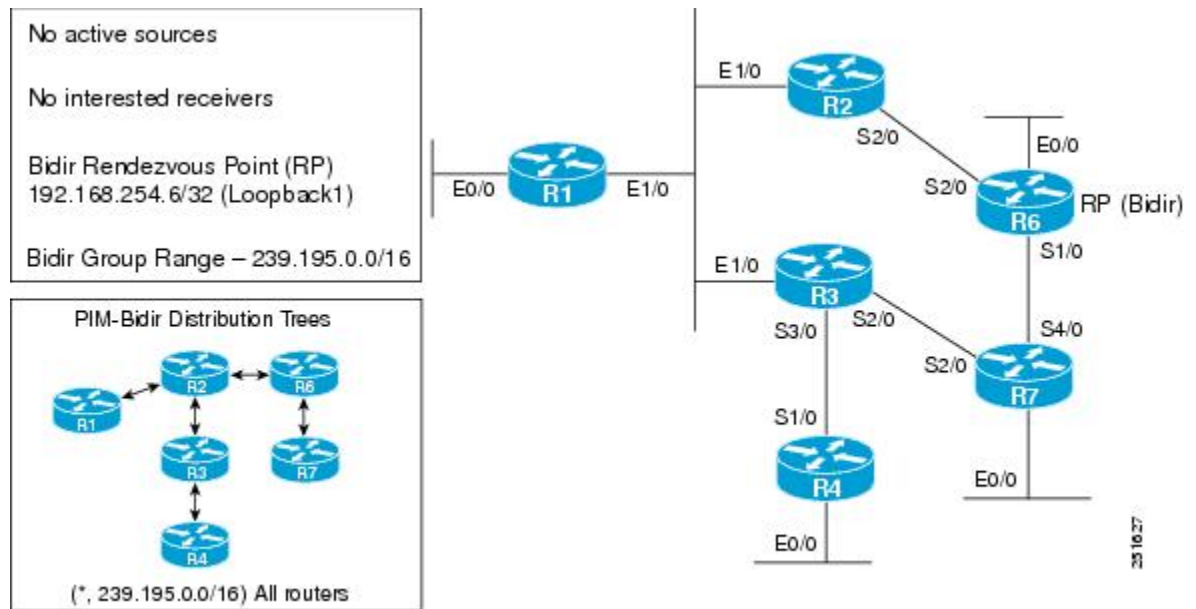 No active sources
No interested receivers
Bidir Rendezvous Point (RP)
192.168.254.6/32 (Loopback1)
Bidir Group Range – 239.195.0.0/16
PIM-Bidir Distribution Trees
R1
R2
R6
R3
R7
R4
(*, 239.195.0.0/16) All routers
E0/0
R1
E1/0
E1/0
R2
S2/0
E0/0
S2/0
R6
RP (Bidir)
S1/0
E1/0
R3
S3/0
S2/0
S4/0
S2/0
R7
S1/0
R4
E0/0
E0/0
251627